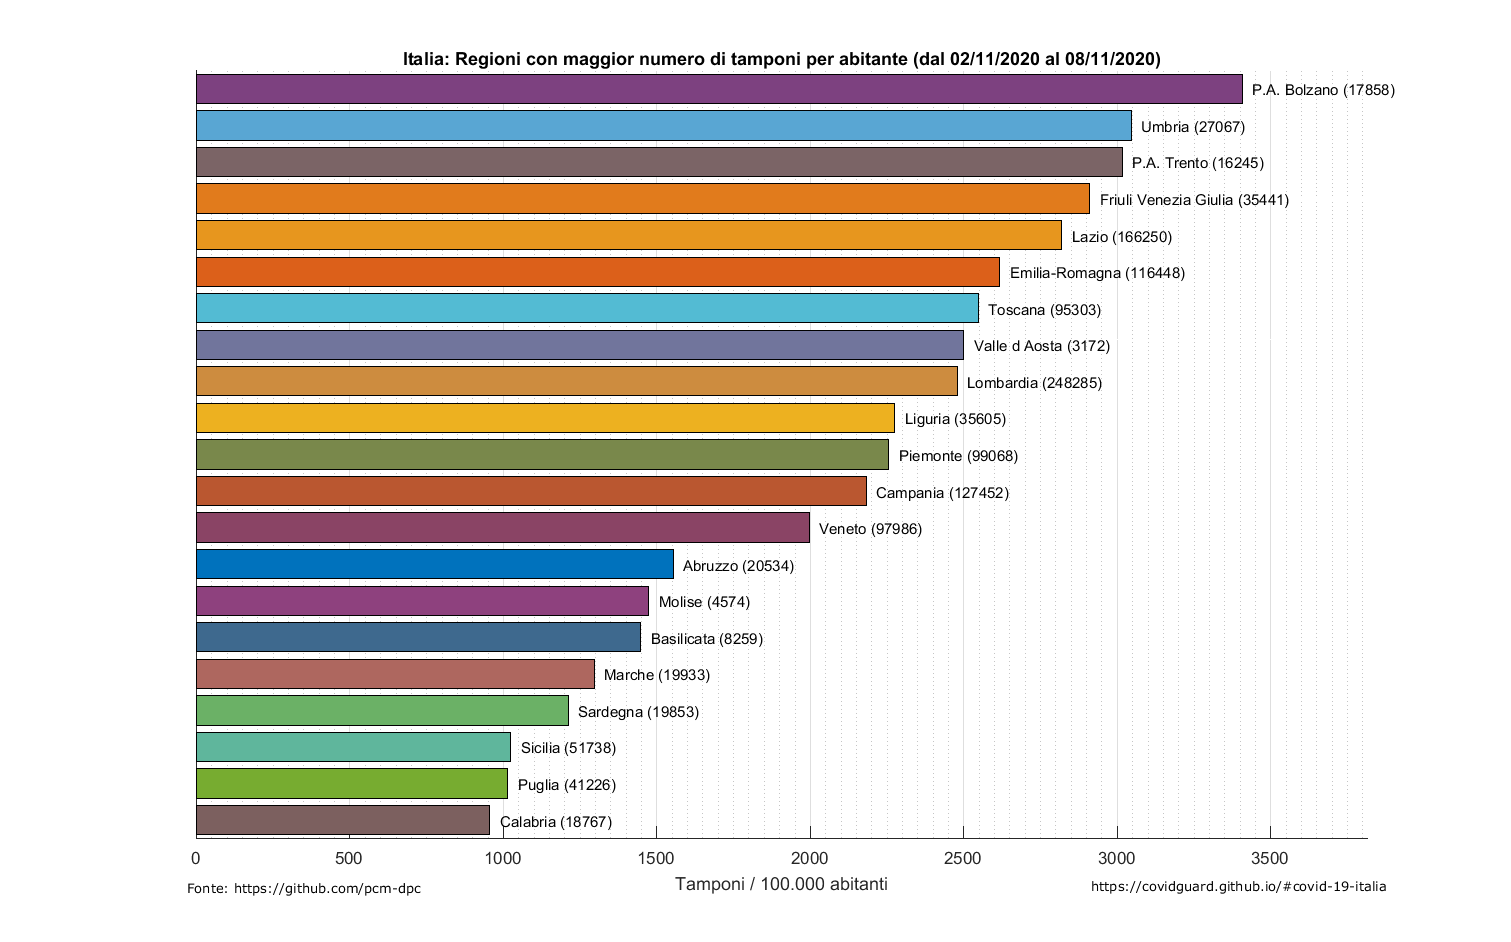 Italia: Regioni con maggior numero di tamponi per abitante (dal 02/11/2020 al 08/11/2020)
P.A. Bolzano (17858)
Umbria (27067)
P.A. Trento (16245)
Friuli Venezia Giulia (35441)
Lazio (166250)
Emilia-Romagna (116448)
Toscana (95303)
Valle d Aosta (3172)
Lombardia (248285)
Liguria (35605)
Piemonte (99068)
Campania (127452)
Veneto (97986)
Abruzzo (20534)
Molise (4574)
Basilicata (8259)
Marche (19933)
Sardegna (19853)
Sicilia (51738)
Puglia (41226)
Calabria (18767)
0 500 1000 1500 2000 2500 3000 3500
Tamponi / 100.000 abitanti
Fonte: https://github.com/pcm-dpc
https://covidguard.github.io/#covid-19-italia